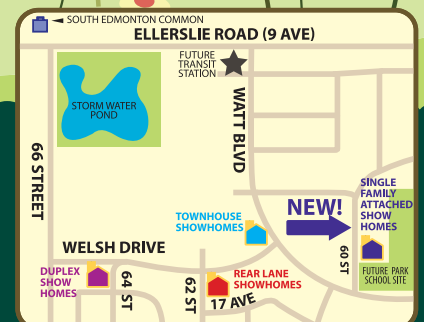 SOUTH EDMONTON COMMON
ELLERSLIE ROAD (9 AVE)
FUTURE
TRANSIT
STATION
STORM WATER
POND
WATT BLVD
66 STREET
SINGLE
FAMILY
ATTACHED
SHOW
HOMES
NEW!
TOWNHOUSE
SHOWHOMES
WELSH DRIVE
60 ST
DUPLEX
SHOW
HOMES
64 ST
62 ST
REAR LANE
SHOWHOMES
17 AVE
FUTURE PARK
SCHOOL SITE